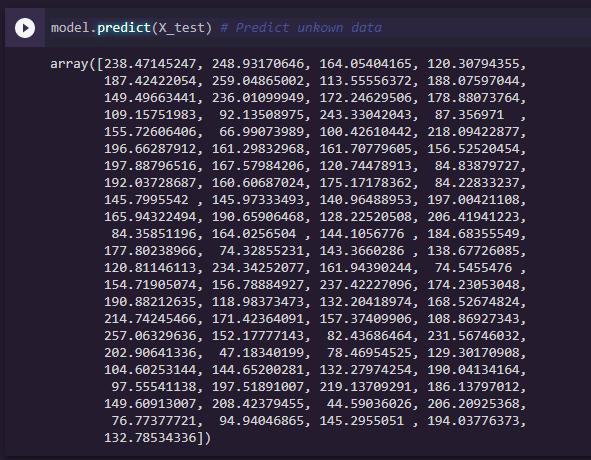 model.predict(X_test) # Predict unkown data
array([238.47145247, 248.93170646, 164.05404165, 120.30794355,
187.42422054, 259.04865002, 113.55556372, 188.07597044,
149.49663441, 236.01099949, 172.24629506, 178.88073764,
109.15751983,  92.13508975, 243.33042043,  87.356971  ,
155.72606406,  66.99073989, 100.42610442, 218.09422877,
196.66287912, 161.29832968, 161.70779605, 156.52520454,
197.88796516, 167.57984206, 120.74478913,  84.83879727,
192.03728687, 160.60687024, 175.17178362,  84.22833237,
145.7995542 , 145.97333493, 140.96488953, 197.00421108,
165.94322494, 190.65906468, 128.22520508, 206.41941223,
84.35851196, 164.0256504 , 144.1056776 , 184.68355549,
177.80238966,  74.32855231, 143.3660286 , 138.67726085,
120.81146113, 234.34252077, 161.94390244,  74.5455476 ,
154.71905074, 156.78884927, 237.42227096, 174.23053048,
190.88212635, 118.98373473, 132.20418974, 168.52674824,
214.74245466, 171.42364091, 157.37409906, 108.86927343,
257.06329636, 152.17777143,  82.43686464, 231.56746032,
202.90641336,  47.18340199,  78.46954525, 129.30170908,
104.60253144, 144.65200281, 132.27974254, 190.04134164,
97.55541138, 197.51891007, 219.13709291, 186.13797012,
149.60913007, 208.42379455,  44.59036026, 206.20925368,
76.77377721,  94.94046865, 145.2955051 , 194.03776373,
132.78534336])